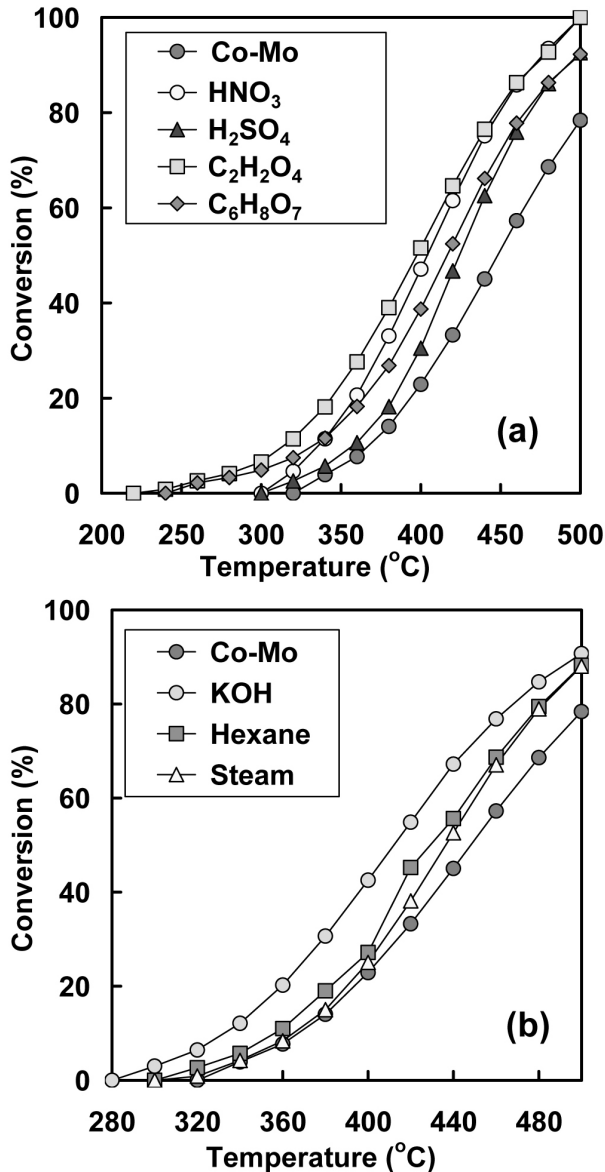 100
80
60
40
20
0
Conversion (%)
Co-Mo
HNO₃
H₂SO₄
C₂H₂O₄
C₆H₈O₇
(a)
200 250 300 350 400 450 500
Temperature (°C)
100
80
60
40
20
0
Conversion (%)
Co-Mo
KOH
Hexane
Steam
(b)
280 320 360 400 440 480
Temperature (°C)